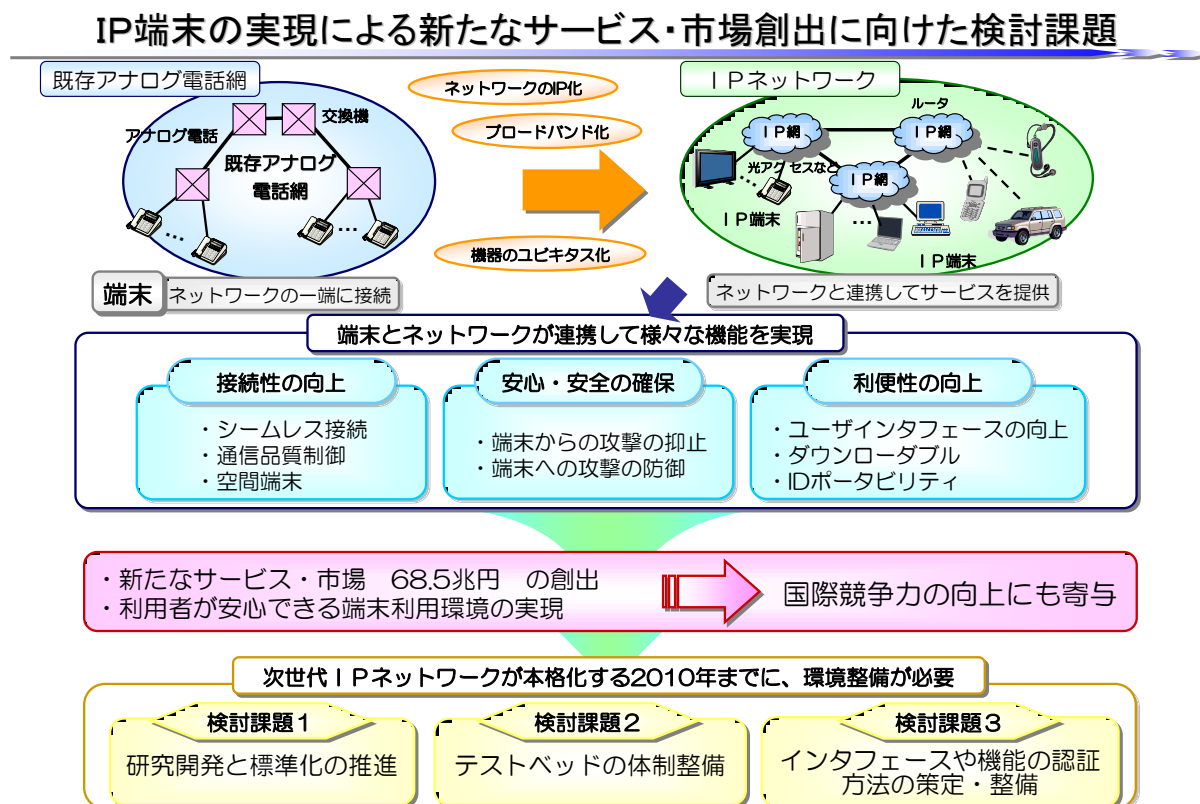 IP端末の実現による新たなサービス・市場創出に向けた検討課題
既存アナログ電話網
ネットワークのIP化
ブロードバンド化
機器のユビキタス化
IPネットワーク
交換機
アナログ電話
既存アナログ
電話網
…
…
ルータ
IP網
IP網
光アクセスなど
IP網
IP端末
…
…
IP端末
端末
ネットワークの一端に接続
ネットワークと連携してサービスを提供
端末とネットワークが連携して様々な機能を実現
接続性の向上
・シームレス接続
・通信品質制御
・空間端末
安心・安全の確保
・端末からの攻撃の抑止
・端末への攻撃の防御
利便性の向上
・ユーザインタフェースの向上
・ダウンローダブル
・IDポータビリティ
・新たなサービス・市場 68.5兆円 の創出
・利用者が安心できる端末利用環境の実現
国際競争力の向上にも寄与
次世代IPネットワークが本格化する2010年までに、環境整備が必要
検討課題1
研究開発と標準化の推進
検討課題2
テストベッドの体制整備
検討課題3
インタフェースや機能の認証
方法の策定・整備